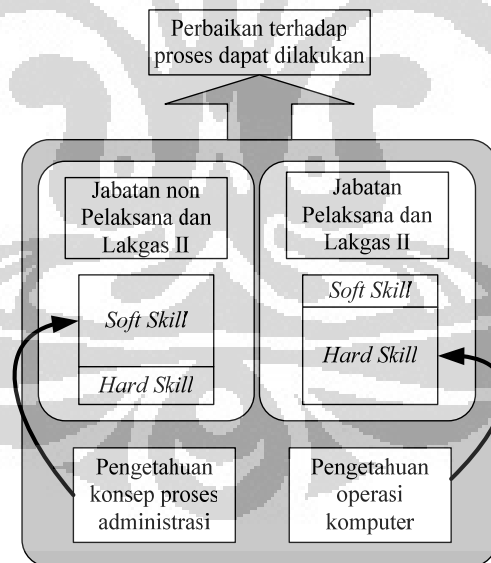 Perbaikan terhadap
proses dapat dilakukan
Jabatan non
Pelaksana dan
Lakgas II
Soft Skill
Hard Skill
Jabatan
Pelaksana dan
Lakgas II
Soft Skill
Hard Skill
Pengetahuan
konsep proses
administrasi
Pengetahuan
operasi
komputer